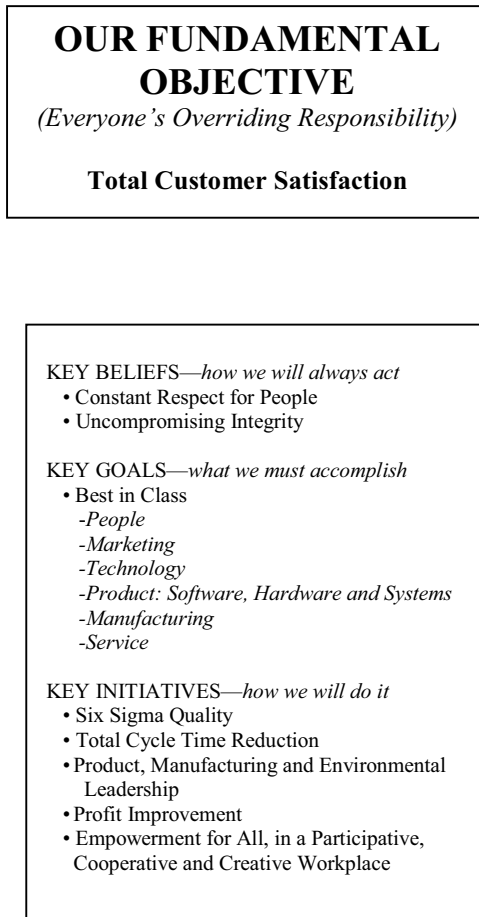 OUR FUNDAMENTAL
OBJECTIVE
(Everyone’s Overriding Responsibility)
Total Customer Satisfaction
KEY BELIEFS—how we will always act
• Constant Respect for People
• Uncompromising Integrity
KEY GOALS—what we must accomplish
• Best in Class
-People
-Marketing
-Technology
-Product: Software, Hardware and Systems
-Manufacturing
-Service
KEY INITIATIVES—how we will do it
• Six Sigma Quality
• Total Cycle Time Reduction
• Product, Manufacturing and Environmental
Leadership
• Profit Improvement
• Empowerment for All, in a Participative,
Cooperative and Creative Workplace